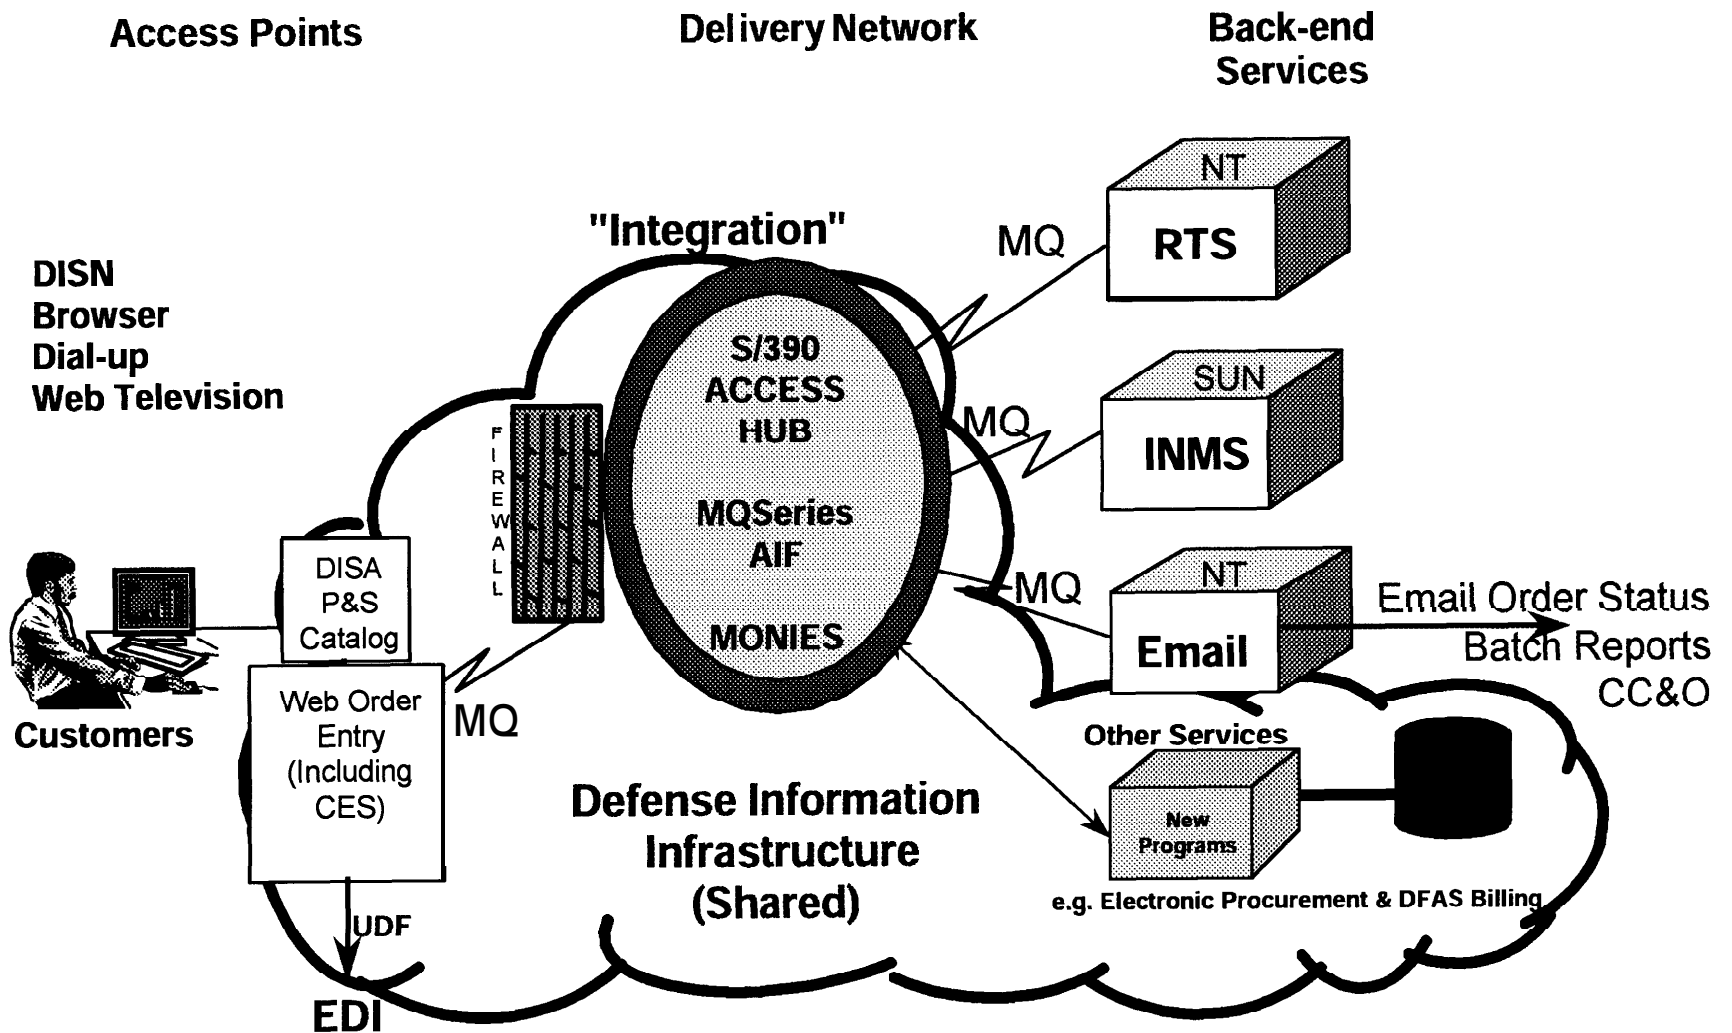 Access Points
Delivery Network
Back-end
Services
DISN
Browser
Dial-up
Web Television
"Integration"
FIREWALL
S/390
ACCESS
HUB
MQSeries
AIF
MONIES
MQ
NT
RTS
MQ
SUN
INMS
MQ
NT
Email
Email Order Status
Batch Reports
CC&O
Customers
DISA
P&S
Catalog
Web Order
Entry
(Including
CES)
MQ
UDF
EDI
Defense Information
Infrastructure
(Shared)
Other Services
New
Programs
e.g. Electronic Procurement & DFAS Billing